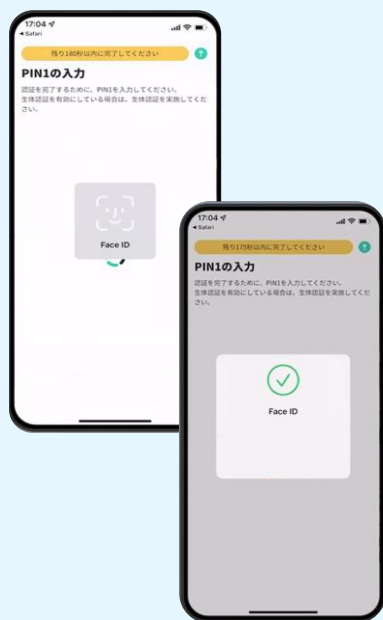 17:04
◀ Safari
残り180秒以内に完了してください
?
PIN1の入力
認証を完了するために、PIN1を入力してください。
生体認証を有効にしている場合は、生体認証を実施してくだ
さい。
Face ID
17:04
◀ Safari
残り175秒以内に完了してください
?
PIN1の入力
認証を完了するために、PIN1を入力してください。
生体認証を有効にしている場合は、生体認証を実施してくだ
さい。
Face ID